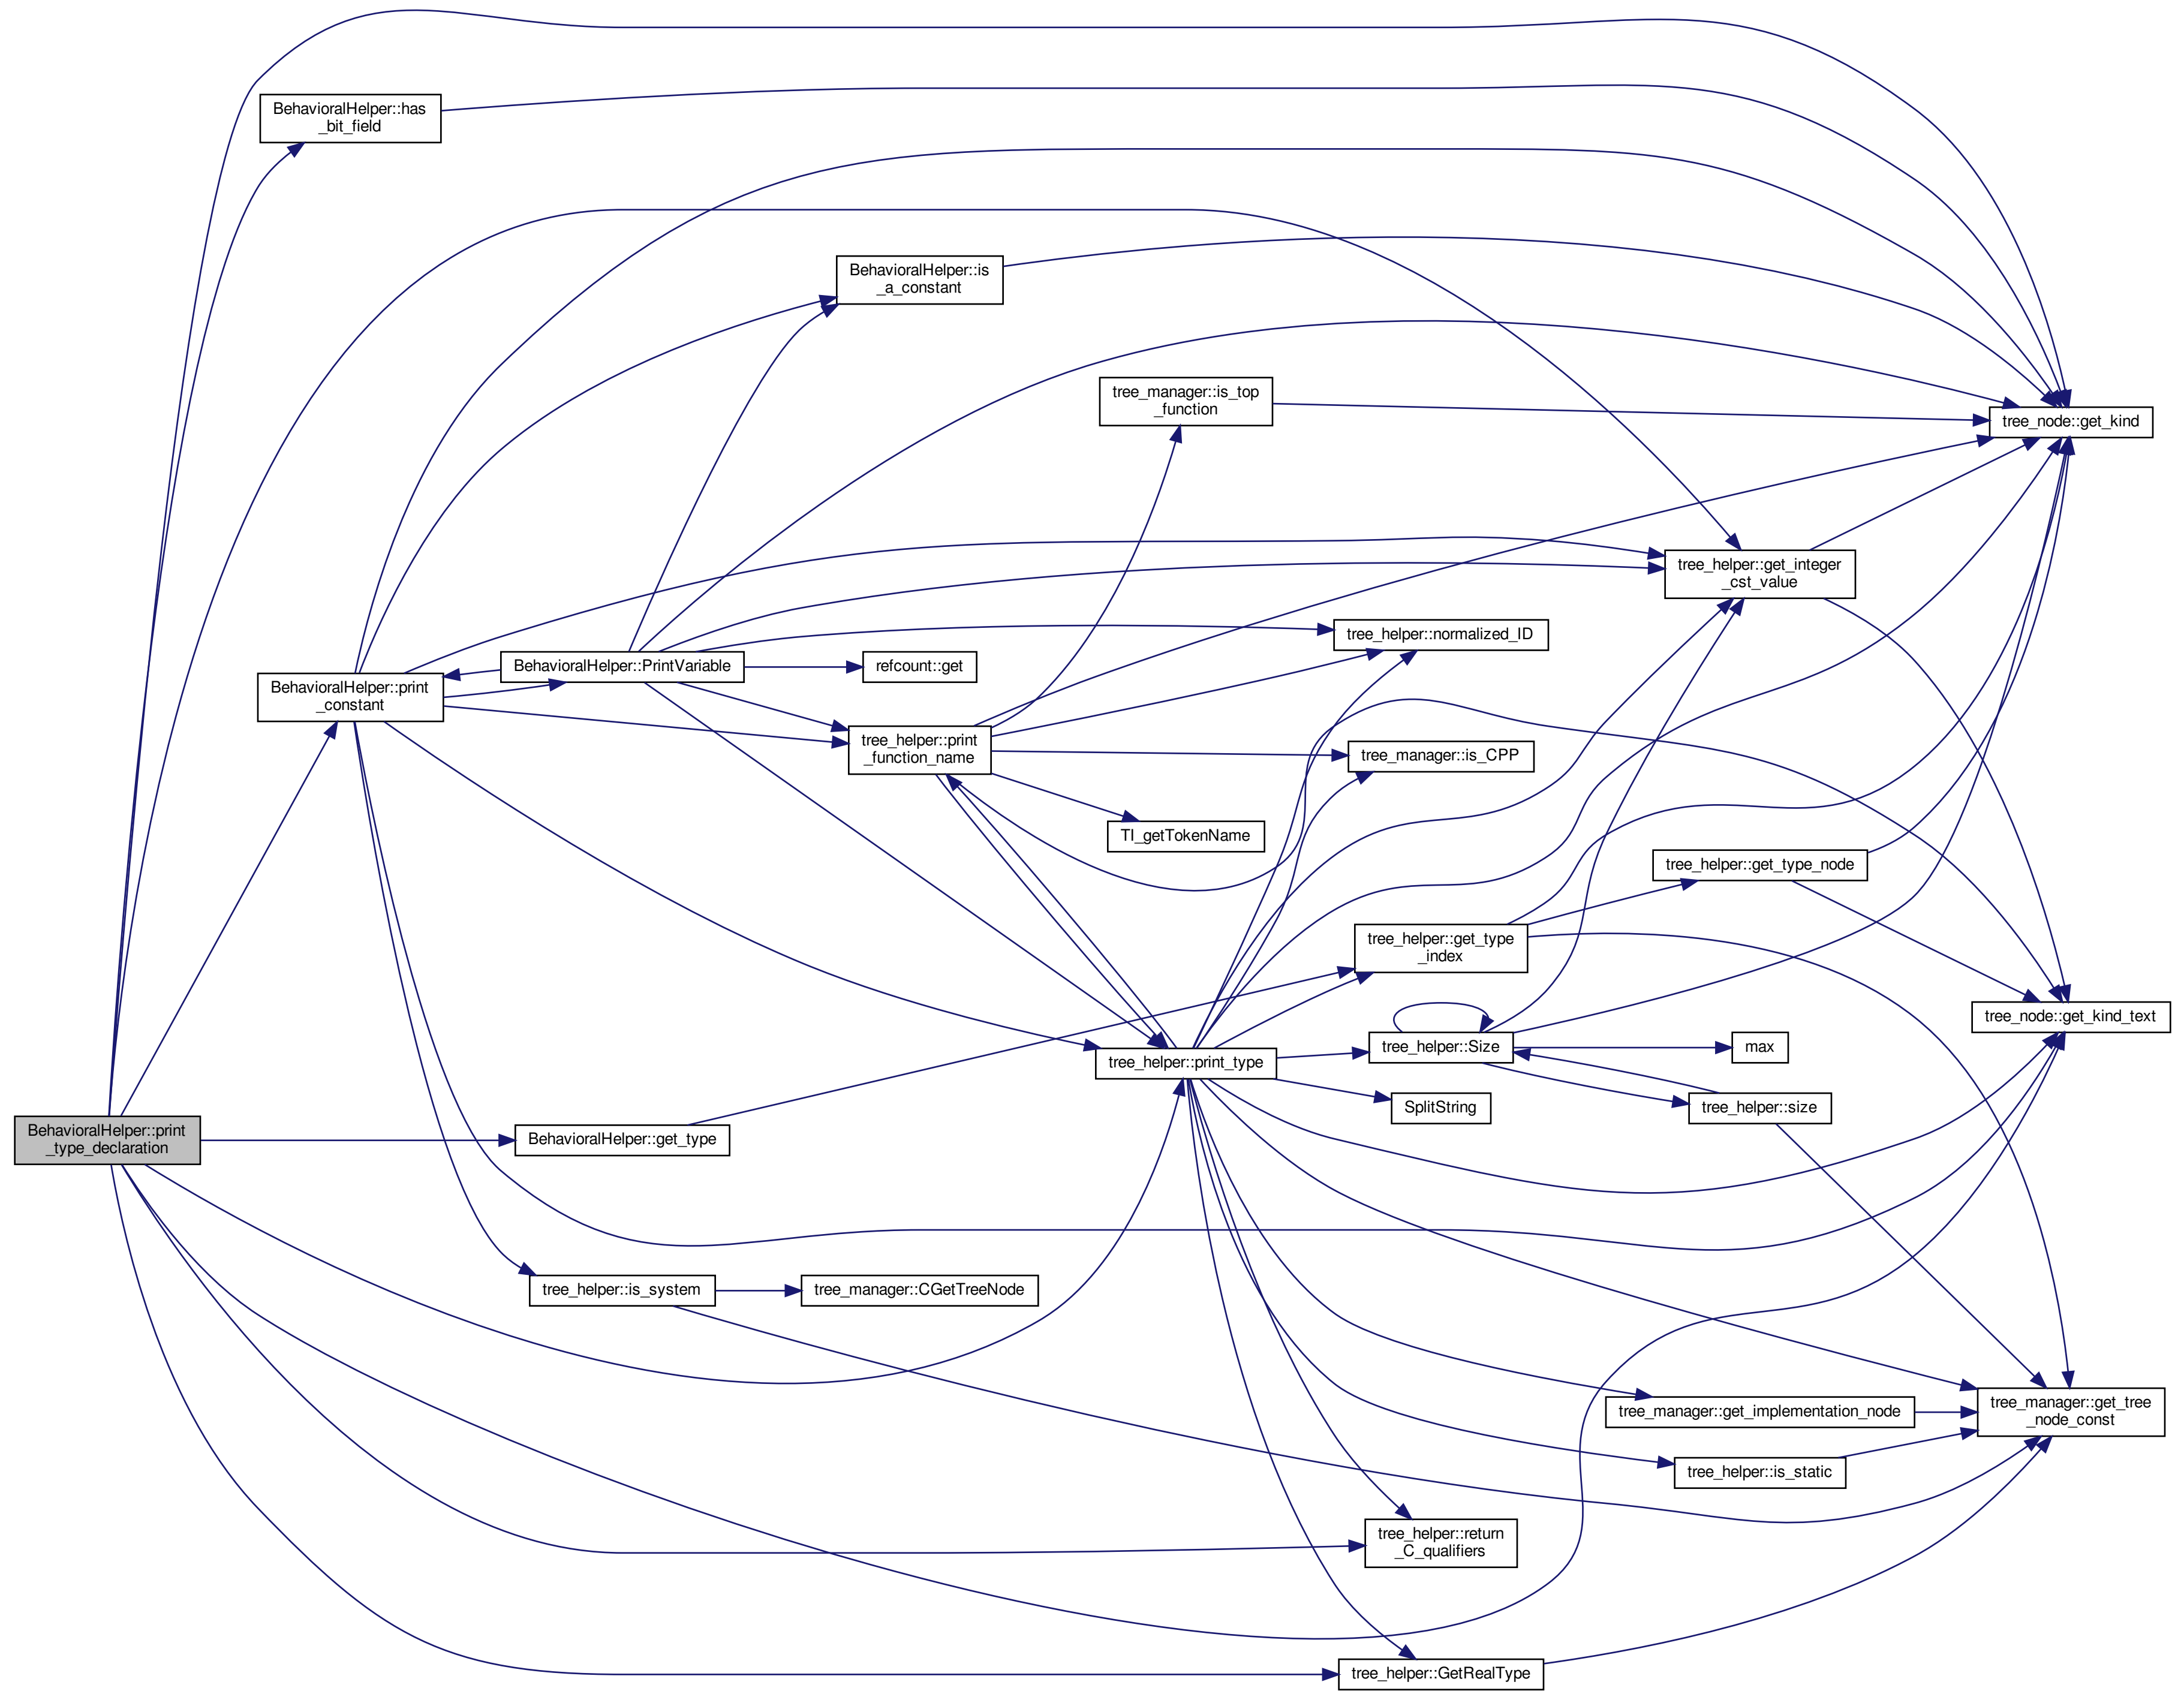 BehavioralHelper::has
_bit_field
BehavioralHelper::is
_a_constant
tree_manager::is_top
_function
tree_node::get_kind
tree_helper::get_integer
_cst_value
tree_helper::normalized_ID
BehavioralHelper::PrintVariable
refcount::get
BehavioralHelper::print
_constant
tree_helper::print
_function_name
tree_manager::is_CPP
TI_getTokenName
tree_helper::get_type_node
tree_helper::get_type
_index
tree_node::get_kind_text
tree_helper::Size
max
tree_helper::print_type
SplitString
tree_helper::size
BehavioralHelper::print
_type_declaration
BehavioralHelper::get_type
tree_helper::is_system
tree_manager::CGetTreeNode
tree_manager::get_implementation_node
tree_manager::get_tree
_node_const
tree_helper::is_static
tree_helper::return
_C_qualifiers
tree_helper::GetRealType